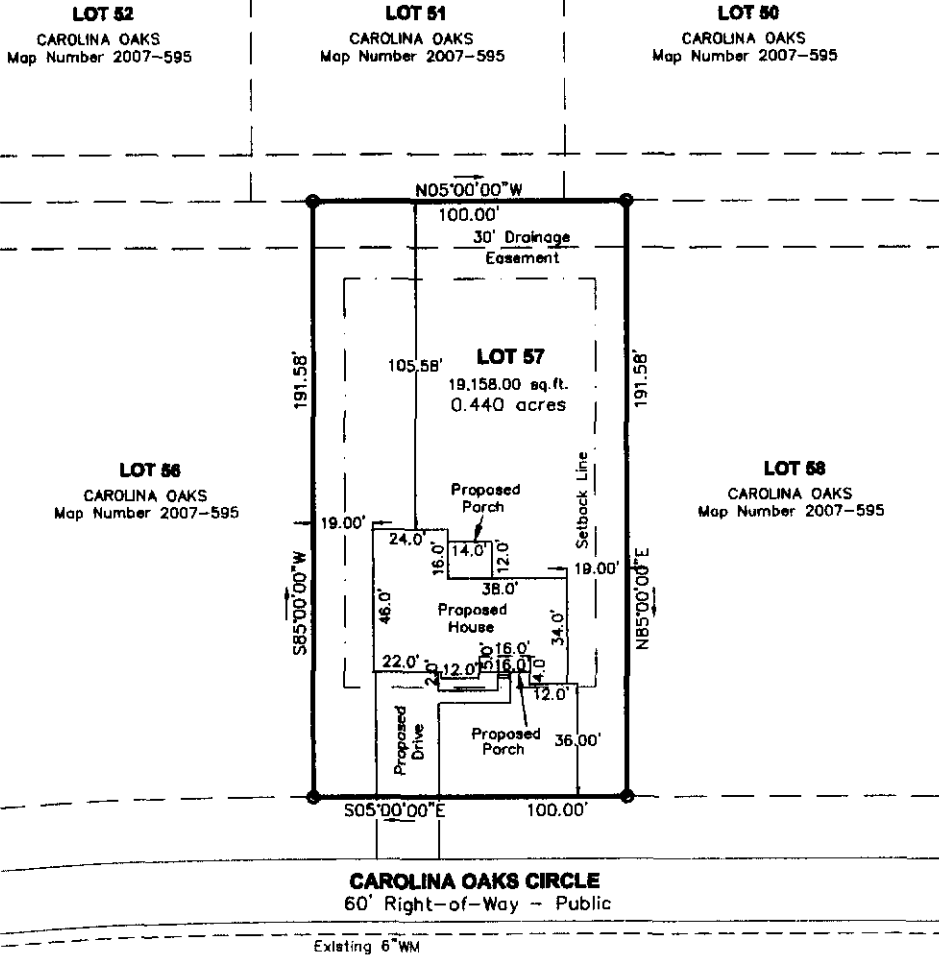 LOT 52
CAROLINA OAKS
Map Number 2007-595
LOT 51
CAROLINA OAKS
Map Number 2007-595
LOT 50
CAROLINA OAKS
Map Number 2007-595
N05°00'00"W
100.00'
30' Drainage
Easement
191.58'
105.58'
LOT 57
19,158.00 sq.ft.
0.440 acres
191.58'
LOT 56
CAROLINA OAKS
Map Number 2007-595
LOT 58
CAROLINA OAKS
Map Number 2007-595
Setback Line
Proposed
Porch
19.00'
24.0'
16.0'
14.0'
12.0'
38.0'
19.00'
S85°00'00"W
46.0'
Proposed
House
34.0'
N85°00'00"E
22.0'
2.0'
12.0'
5.0'
16.0'
16.0'
4.0'
12.0'
Proposed
Drive
Proposed
Porch
36.00'
S05°00'00"E
100.00'
CAROLINA OAKS CIRCLE
60' Right-of-Way - Public
Existing 6"WM